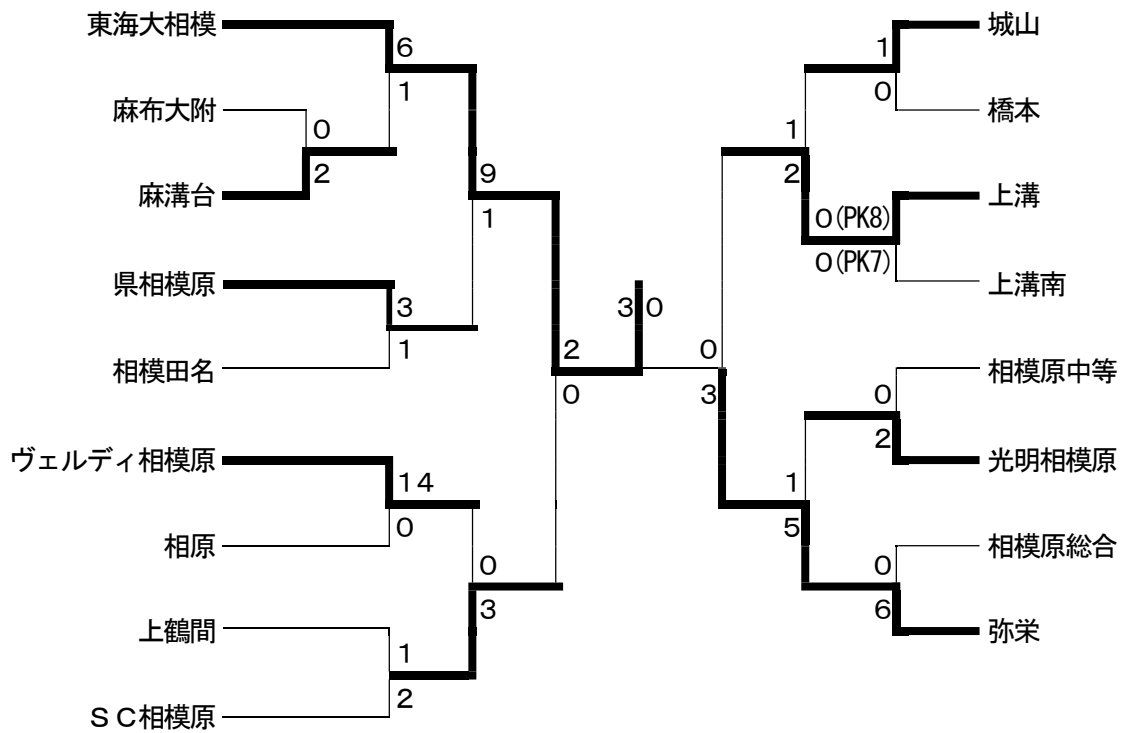 東海大相模
6
1
麻布大附
0
2
麻溝台
9
1
県相模原
3
1
相模田名
2
0
ヴェルディ相模原
14
0
相原
0
3
上鶴間
1
2
SC相模原
3 0
城山
1
0
橋本
1
2
上溝
0(PK8)
0(PK7)
上溝南
0
3
相模原中等
0
2
光明相模原
1
5
相模原総合
0
6
弥栄